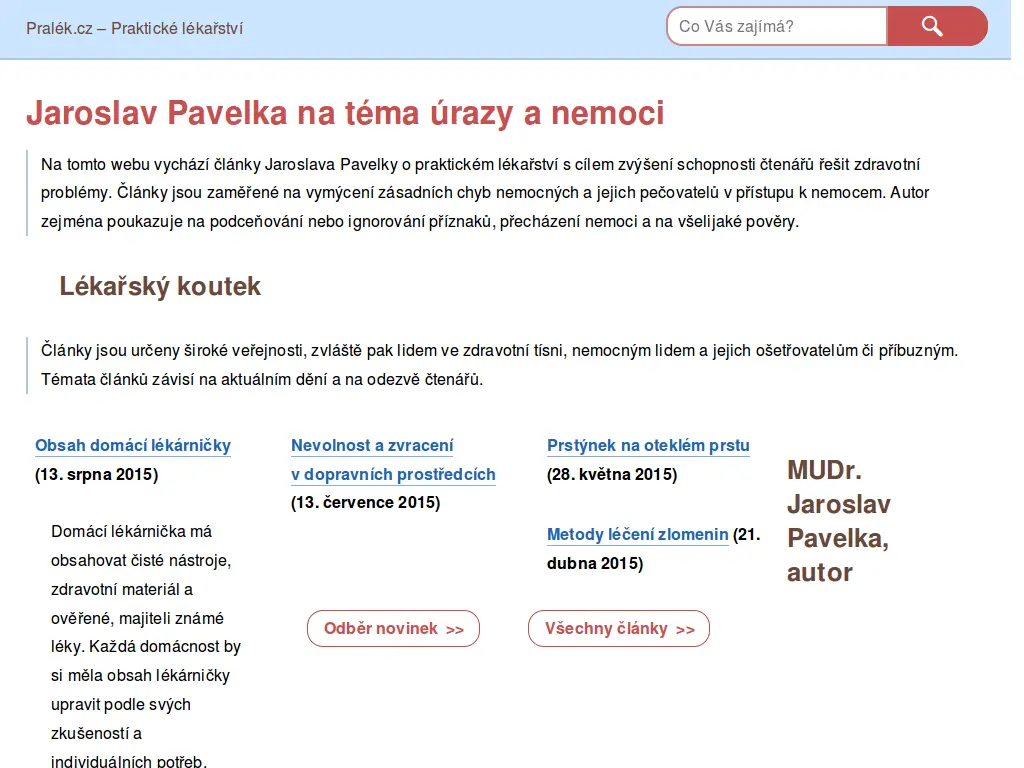 Pralék.cz – Praktické lékařství
Co Vás zajímá?
Jaroslav Pavelka na téma úrazy a nemoci
Na tomto webu vychází články Jaroslava Pavelky o praktickém lékařství s cílem zvýšení schopnosti čtenářů řešit zdravotní
problémy. Články jsou zaměřené na vymýcení zásadních chyb nemocných a jejich pečovatelů v přístupu k nemocem. Autor
zejména poukazuje na podceňování nebo ignorování příznaků, přecházení nemoci a na všelijaké pověry.
Lékařský koutek
Články jsou určeny široké veřejnosti, zvláště pak lidem ve zdravotní tísni, nemocným lidem a jejich ošetřovatelům či příbuzným.
Témata článků závisí na aktuálním dění a na odezvě čtenářů.
Obsah domácí lékárničky
(13. srpna 2015)
Domácí lékárnička má
obsahovat čisté nástroje,
zdravotní materiál a
ověřené, majiteli známé
léky. Každá domácnost by
si měla obsah lékárničky
upravit podle svých
zkušeností a
individuálních potřeb.
Nevolnost a zvracení
v dopravních prostředcích
(13. července 2015)
Prstýnek na oteklém prstu
(28. května 2015)
Metody léčení zlomenin (21.
dubna 2015)
Odběr novinek >>
Všechny články >>
MUDr.
Jaroslav
Pavelka,
autor